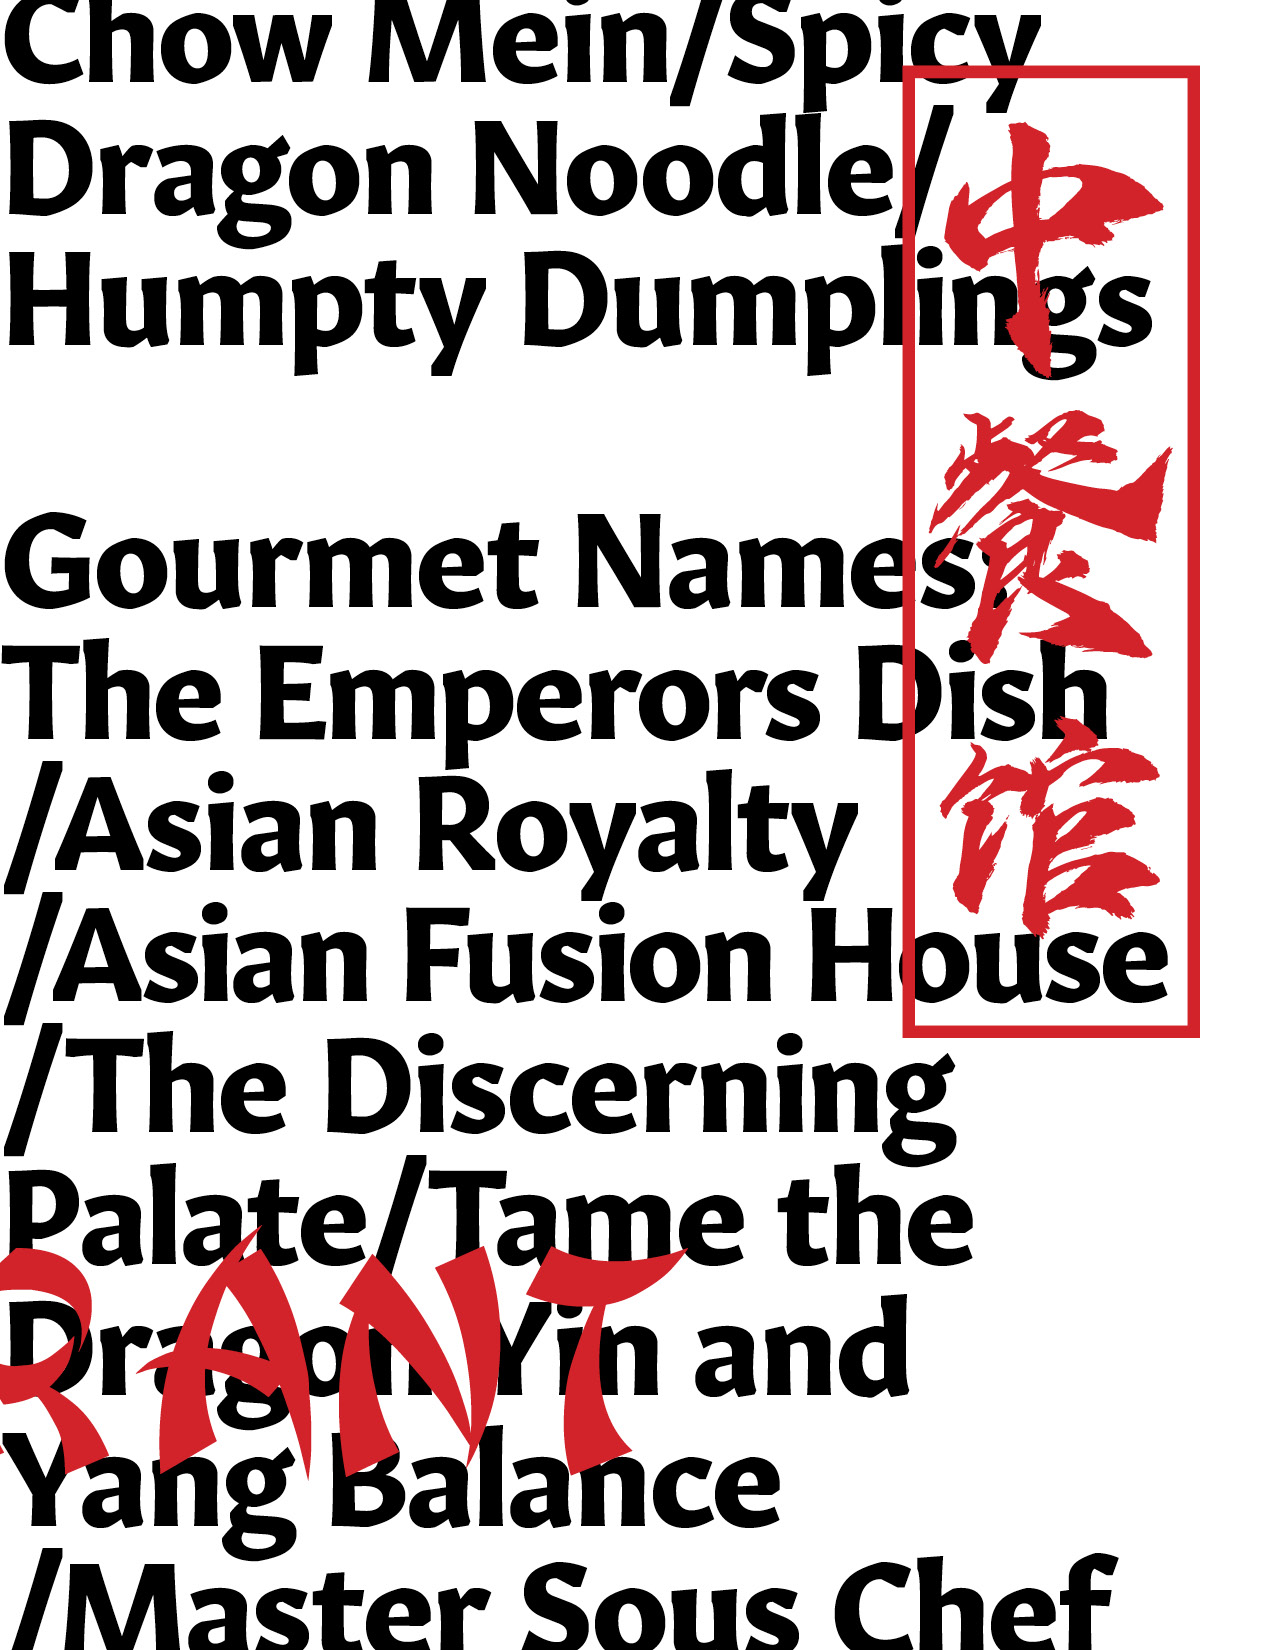 Chow Mein/Spicy
Dragon Noodle/
Humpty Dumplings
中餐馆
Gourmet Names:
The Emperors Dish
/Asian Royalty
/Asian Fusion House
/The Discerning
Palate/Tame the
Dragon Yin and
Yang Balance
/Master Sous Chef
RANT